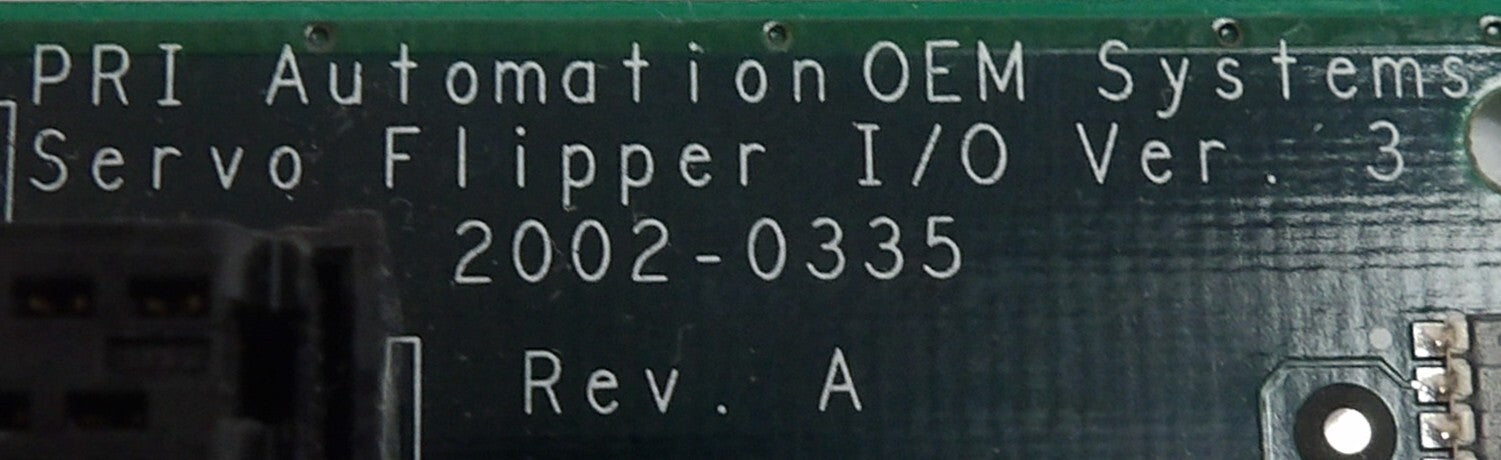 PRI Automation OEM Systems
Servo Flipper I/O Ver. 3
2002-0335
Rev. A